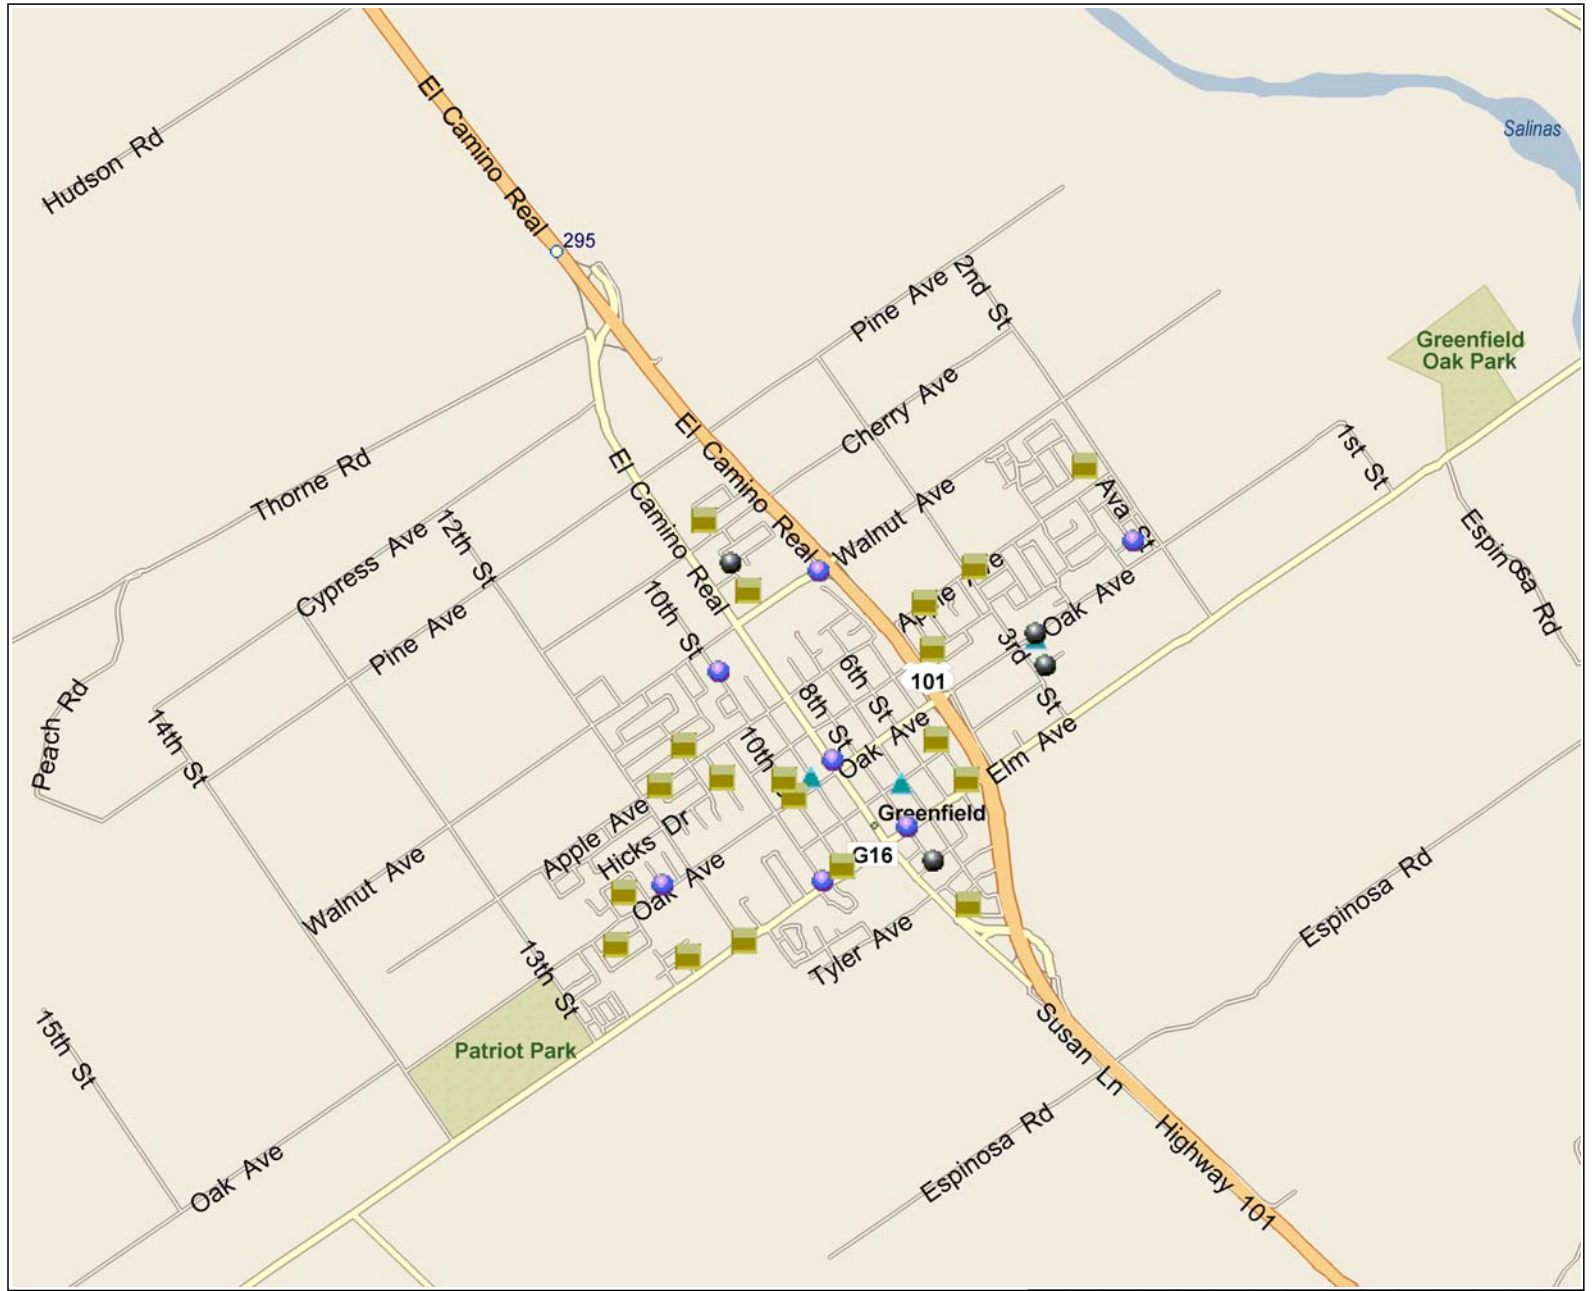 El Camino Real
Salinas
Hudson Rd
295
2nd St
Pine Ave
Greenfield
Oak Park
Cherry Ave
El Camino Real
1st St
Thorne Rd
El Camino Real
Walnut Ave
Ava St
12th St
Cypress Ave
Espinosa Rd
10th St
Pine Ave
Oak Ave
3rd St
6th St
101
8th St
Peach Rd
14th St
10th
Oak Ave
Elm Ave
Greenfield
Apple Ave
Hicks Dr
G16
Walnut Ave
Oak Ave
Espinosa Rd
13th St
Tyler Ave
15th St
Patriot Park
Susan Ln
Espinosa Rd
Highway 101
Oak Ave